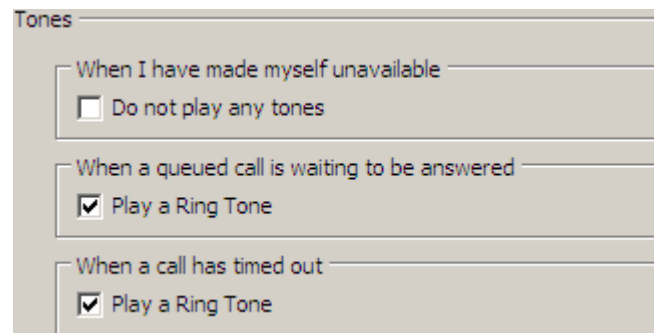 Tones
When I have made myself unavailable
Do not play any tones
When a queued call is waiting to be answered
Play a Ring Tone
When a call has timed out
Play a Ring Tone